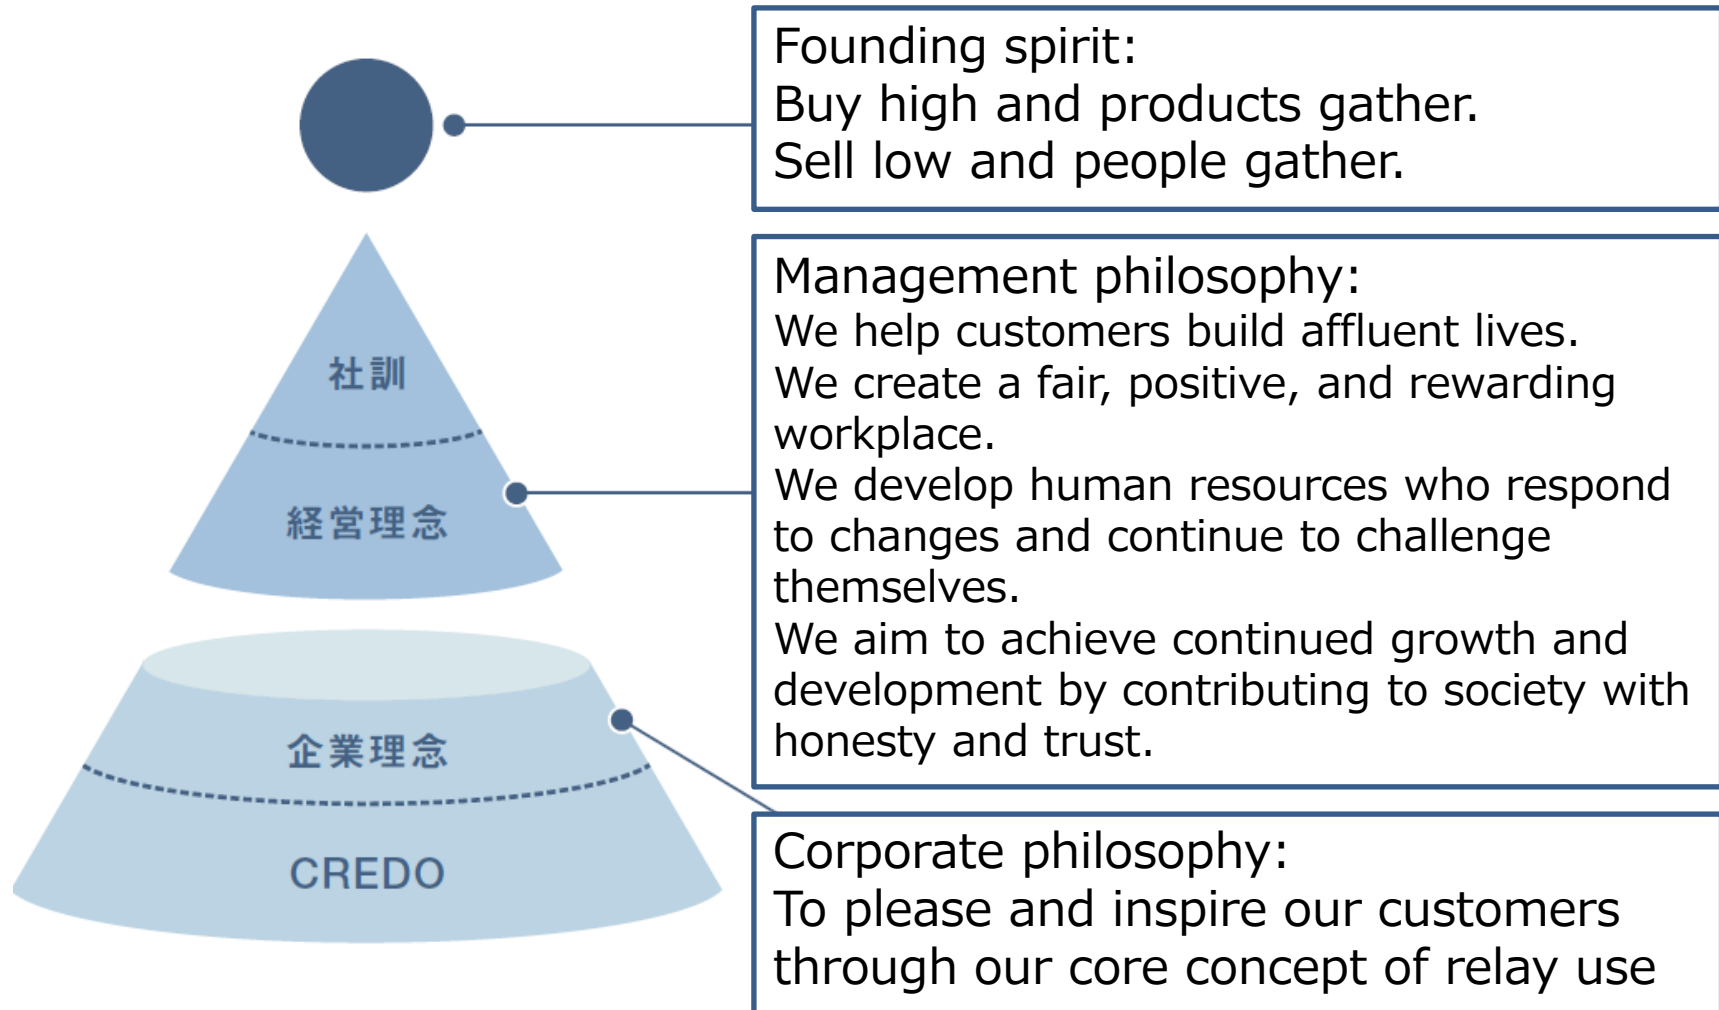 Founding spirit:
Buy high and products gather.
Sell low and people gather.
社訓
経営理念
Management philosophy:
We help customers build affluent lives.
We create a fair, positive, and rewarding
workplace.
We develop human resources who respond
to changes and continue to challenge
themselves.
We aim to achieve continued growth and
development by contributing to society with
honesty and trust.
企業理念
CREDO
Corporate philosophy:
To please and inspire our customers
through our core concept of relay use